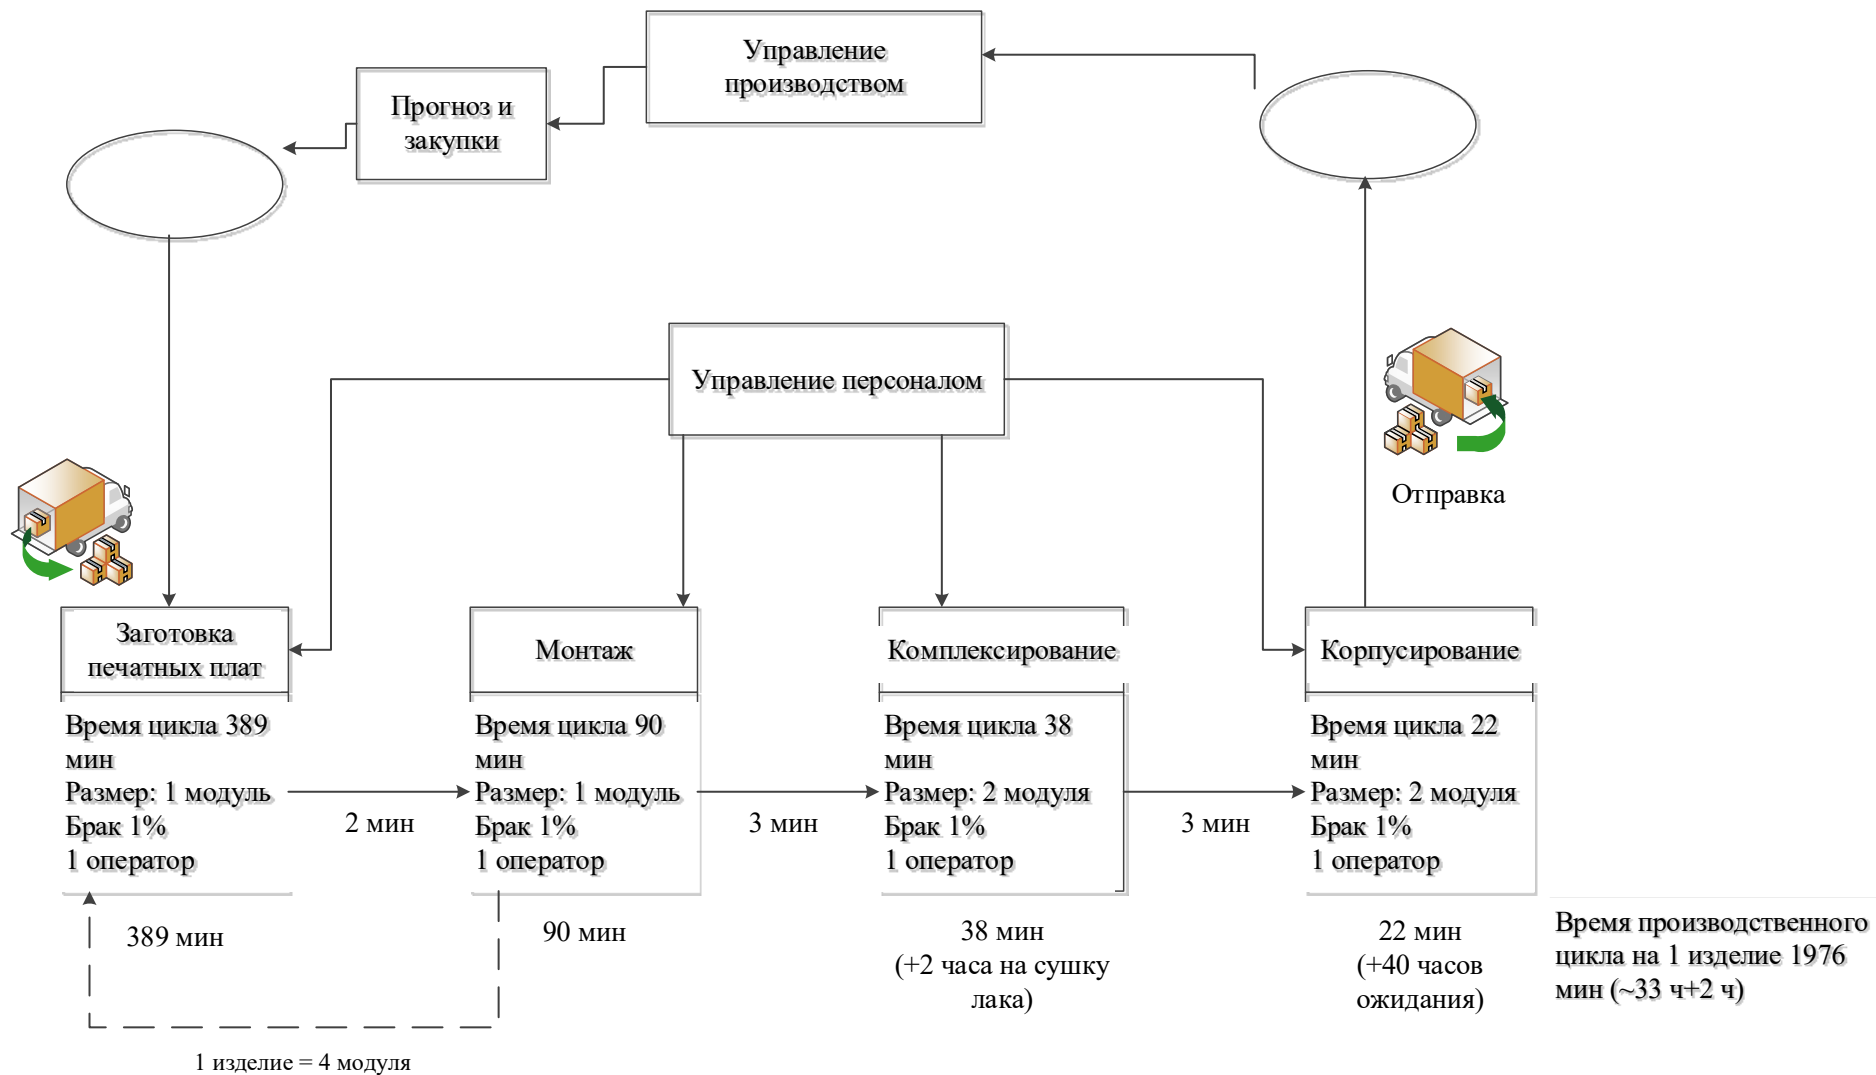 Управление
производством
Прогноз и
закупки
Управление персоналом
Отправка
Заготовка
печатных плат
Монтаж
Комплексирование
Корпусирование
Время цикла 389
мин
Размер: 1 модуль
Брак 1%
1 оператор
2 мин
Время цикла 90
мин
Размер: 1 модуль
Брак 1%
1 оператор
3 мин
Время цикла 38
мин
Размер: 2 модуля
Брак 1%
1 оператор
3 мин
Время цикла 22
мин
Размер: 2 модуля
Брак 1%
1 оператор
389 мин
90 мин
38 мин
(+2 часа на сушку
лака)
22 мин
(+40 часов
ожидания)
Время производственного
цикла на 1 изделие 1976
мин (~33 ч+2 ч)
1 изделие = 4 модуля